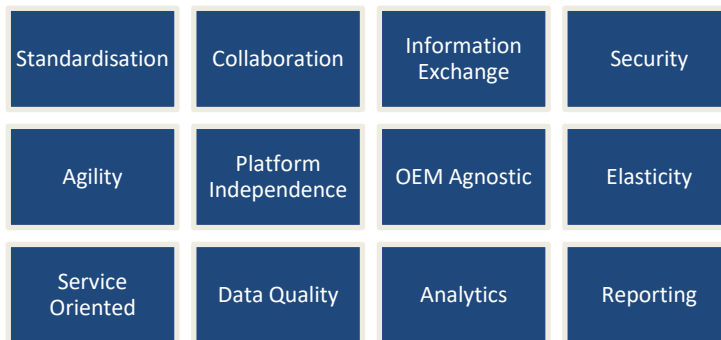 Standardisation
Collaboration
Information
Exchange
Security
Agility
Platform
Independence
OEM Agnostic
Elasticity
Service
Oriented
Data Quality
Analytics
Reporting